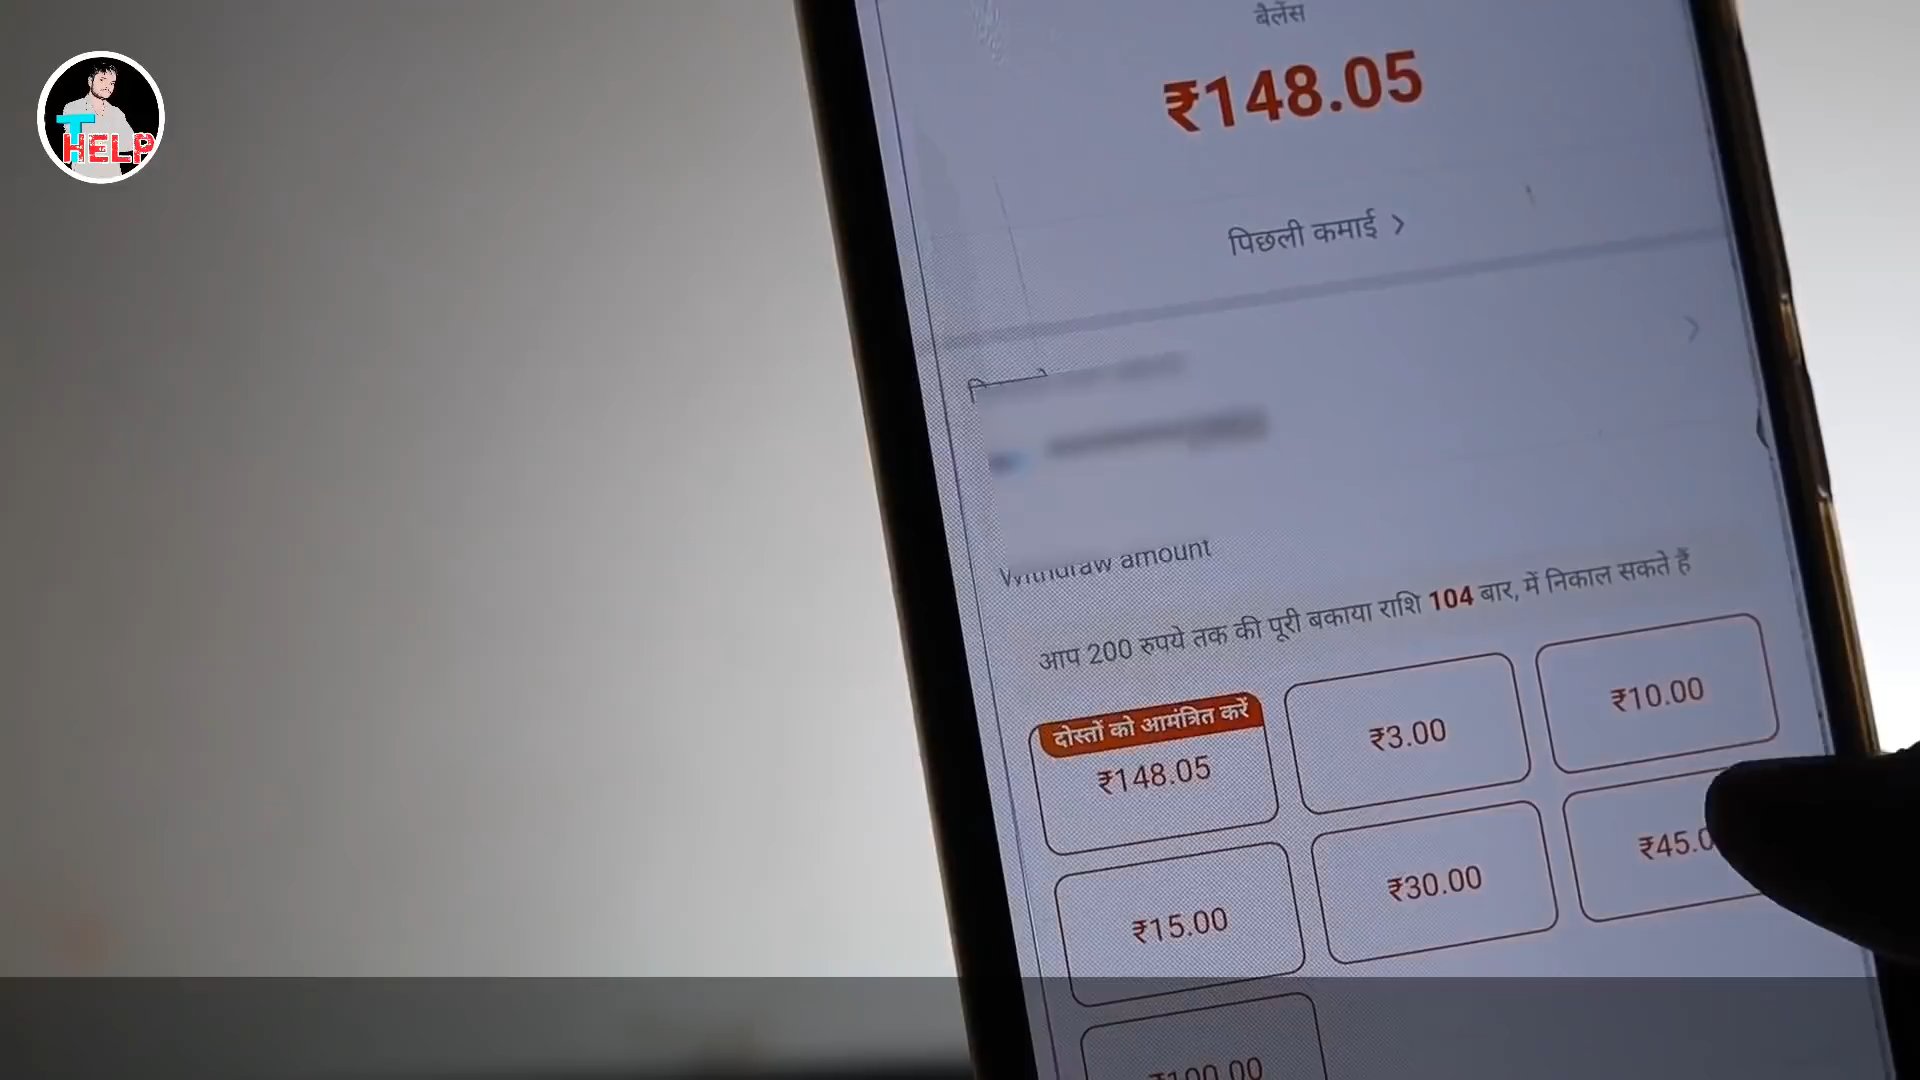 T
HELP
बैलेंस
₹148.05
पिछली कमाई >
Withdraw amount
आप 200 रुपये तक की पूरी बकाया राशि 104 बार, में निकाल सकते हैं
दोस्तों को आमंत्रित करें
₹148.05
₹3.00
₹10.00
₹15.00
₹30.00
₹45.0
₹100.00